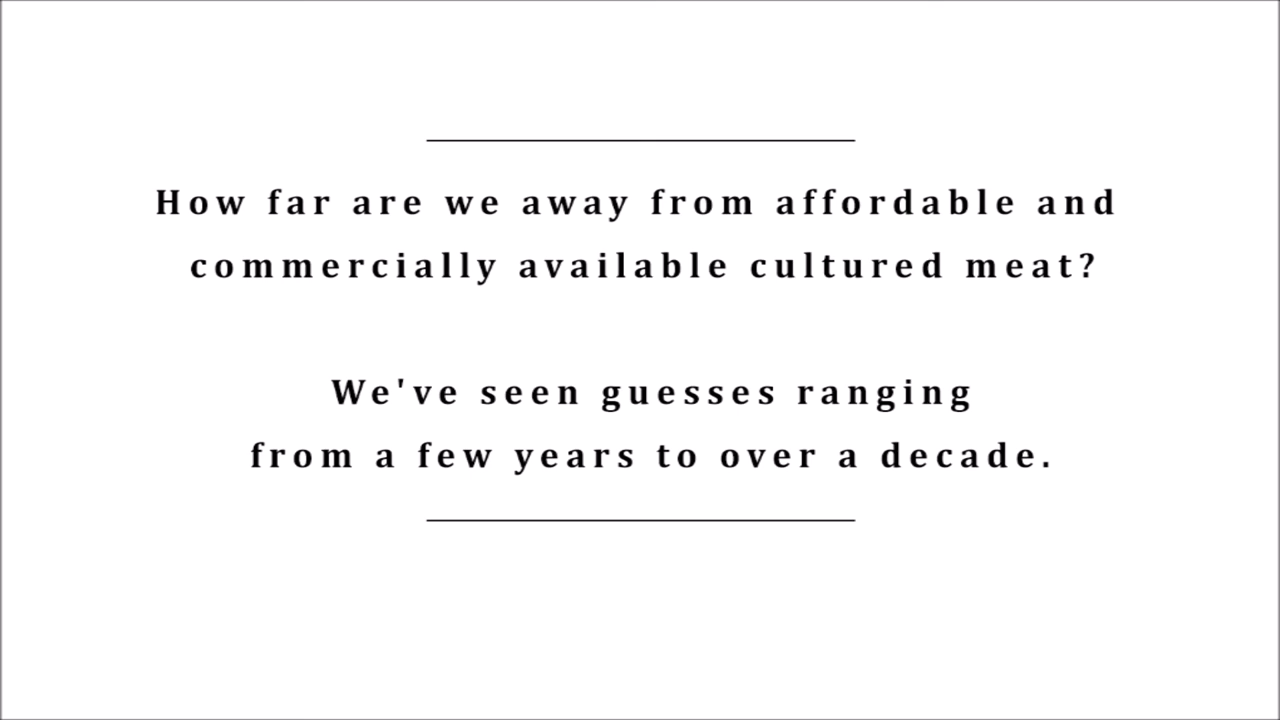 How far are we away from affordable and
commercially available cultured meat?
We've seen guesses ranging
from a few years to over a decade.